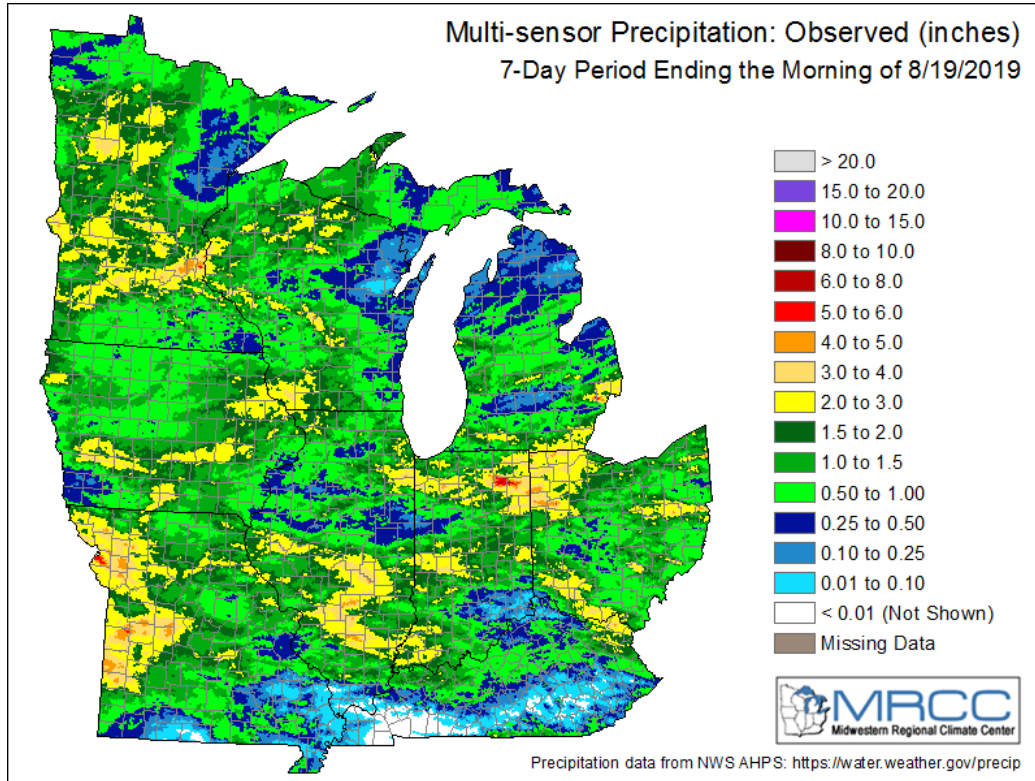 Multi-sensor Precipitation: Observed (inches)
7-Day Period Ending the Morning of 8/19/2019
> 20.0
15.0 to 20.0
10.0 to 15.0
8.0 to 10.0
6.0 to 8.0
5.0 to 6.0
4.0 to 5.0
3.0 to 4.0
2.0 to 3.0
1.5 to 2.0
1.0 to 1.5
0.50 to 1.00
0.25 to 0.50
0.10 to 0.25
0.01 to 0.10
< 0.01 (Not Shown)
Missing Data
MRCC
Midwestern Regional Climate Center
Precipitation data from NWS AHPS: https://water.weather.gov/precip